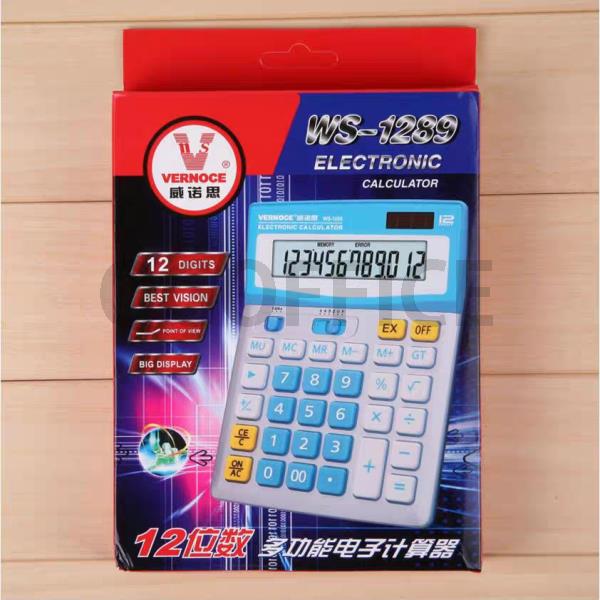 WS-1289
ELECTRONIC
CALCULATOR
VS
VERNOCE®
威诺思
12 DIGITS
BEST VISION
POINT OF VIEW
BIG DISPLAY
VERNOCE® 威诺思 WS-1289
ELECTRONIC CALCULATOR
12
MEMORY ERROR
123456789012
OFFICE
EX OFF
MU MC MR M− M+ GT
▶ 7 8 9 % √
+/− 4 5 6 × ÷
CE/C 1 2 3 + −
ON/AC 0 00 • =
12位数 多功能电子计算器